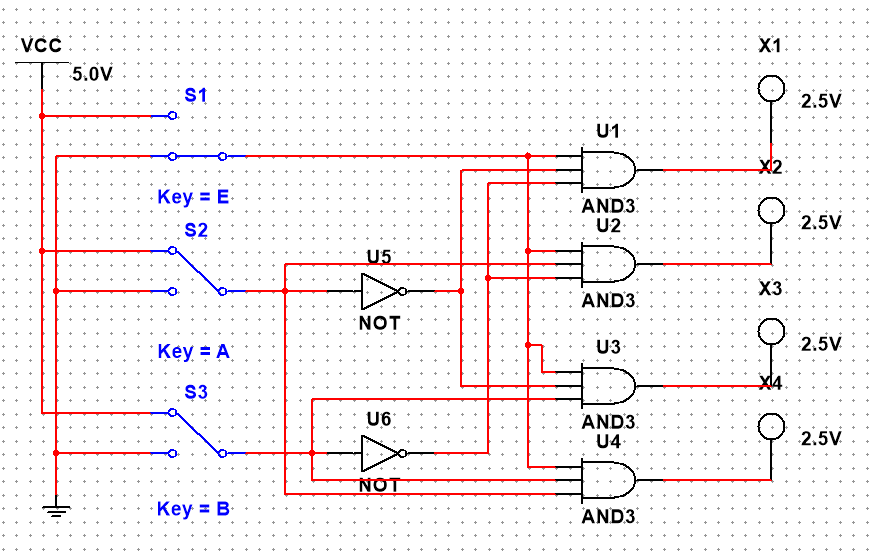 VCC
5.0V
X1
2.5V
S1
U1
AND3
X2
2.5V
Key = E
S2
U2
AND3
U5
NOT
X3
2.5V
Key = A
U3
AND3
S3
U6
NOT
X4
2.5V
U4
AND3
Key = B